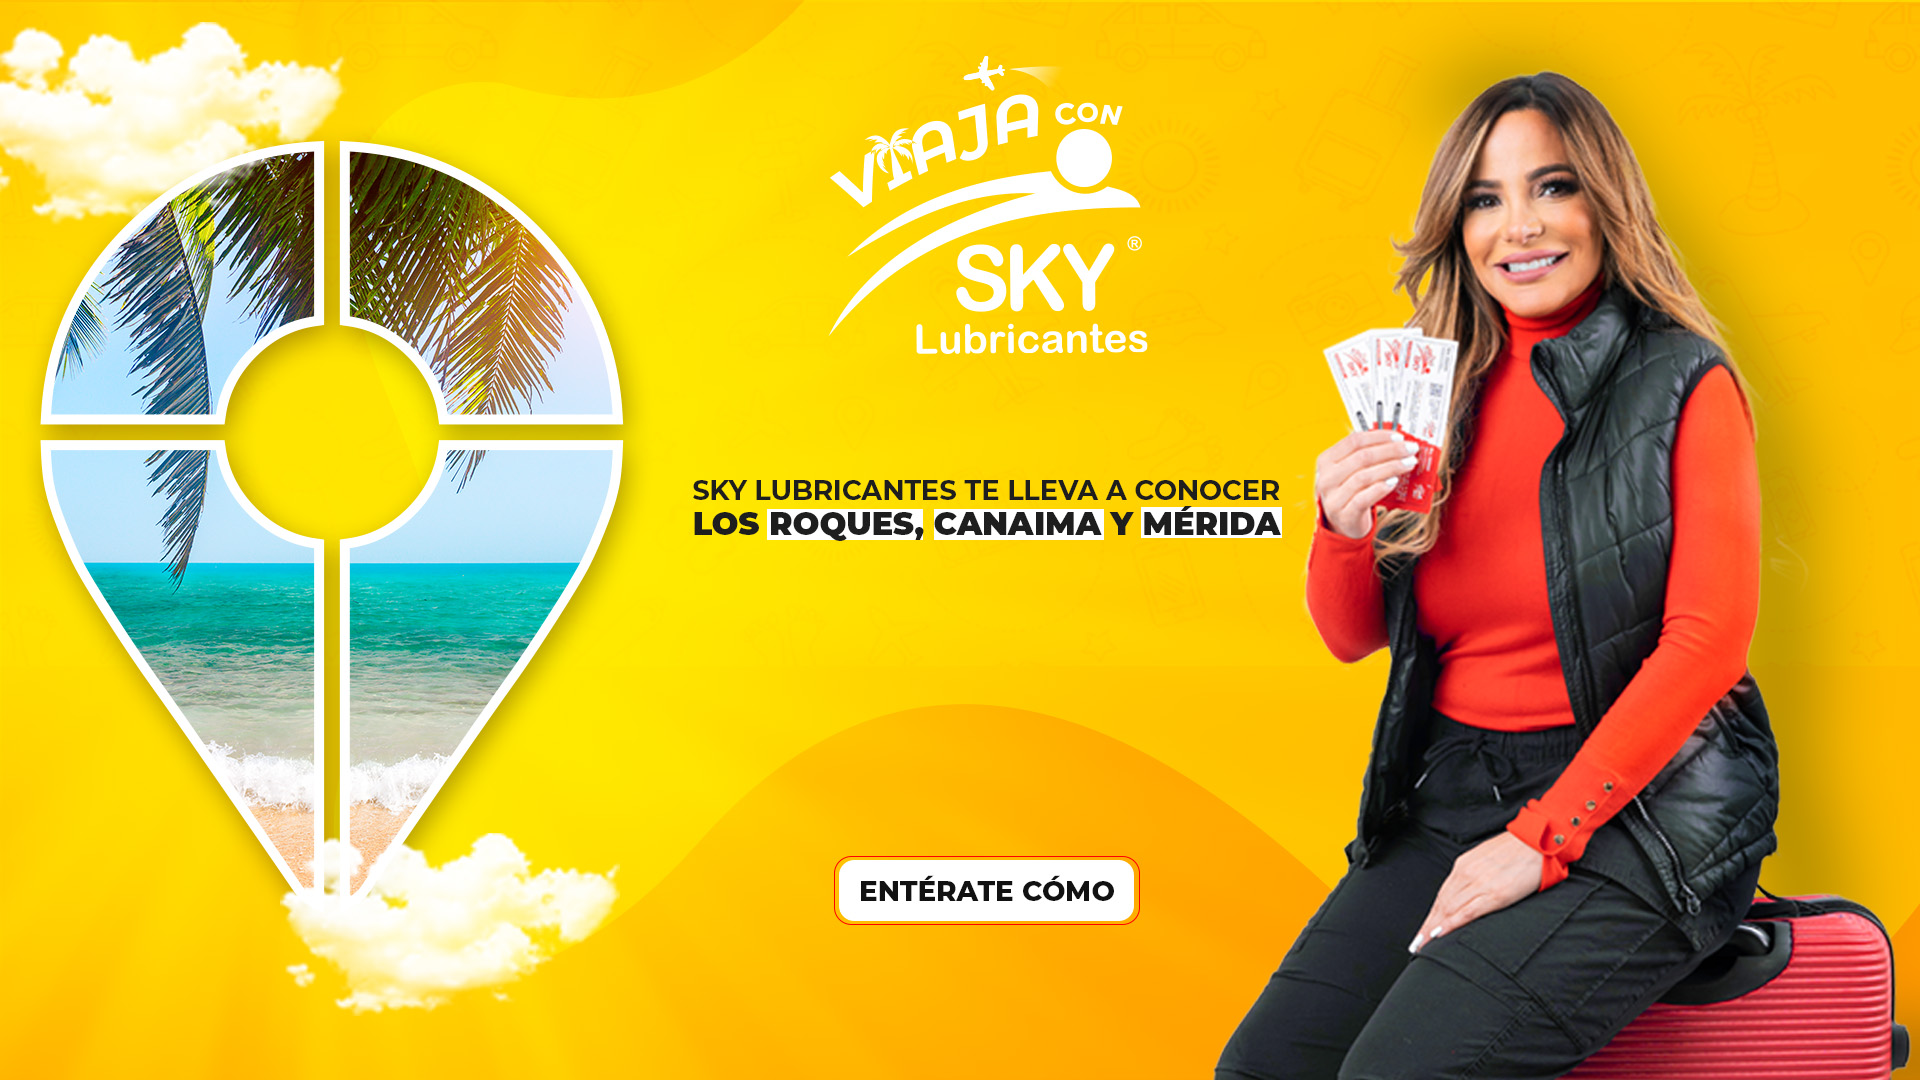 VIAJA CON
SKY ®
Lubricantes
SKY LUBRICANTES TE LLEVA A CONOCER
LOS ROQUES, CANAIMA Y MÉRIDA
ENTÉRATE CÓMO